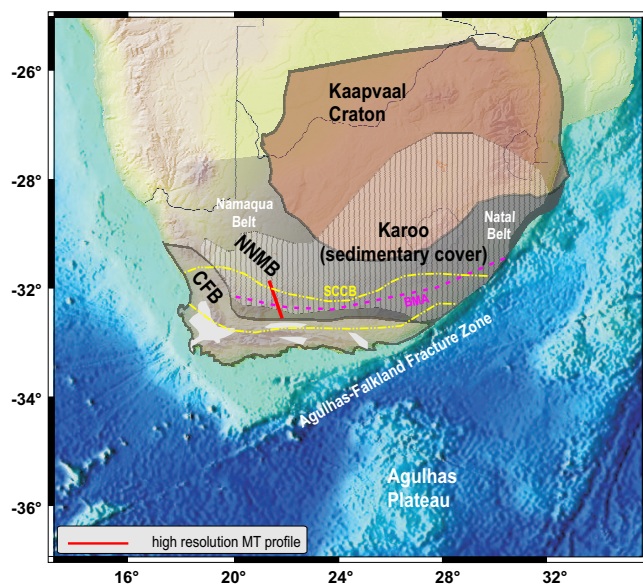 -26°
-28°
-30°
-32°
-34°
-36°
Kaapvaal
Craton
Namaqua
Belt
Natal
Belt
Karoo
(sedimentary cover)
NNMB
CFB
SCCB
BMA
Agulhas-Falkland Fracture Zone
Agulhas
Plateau
high resolution MT profile
16°
20°
24°
28°
32°